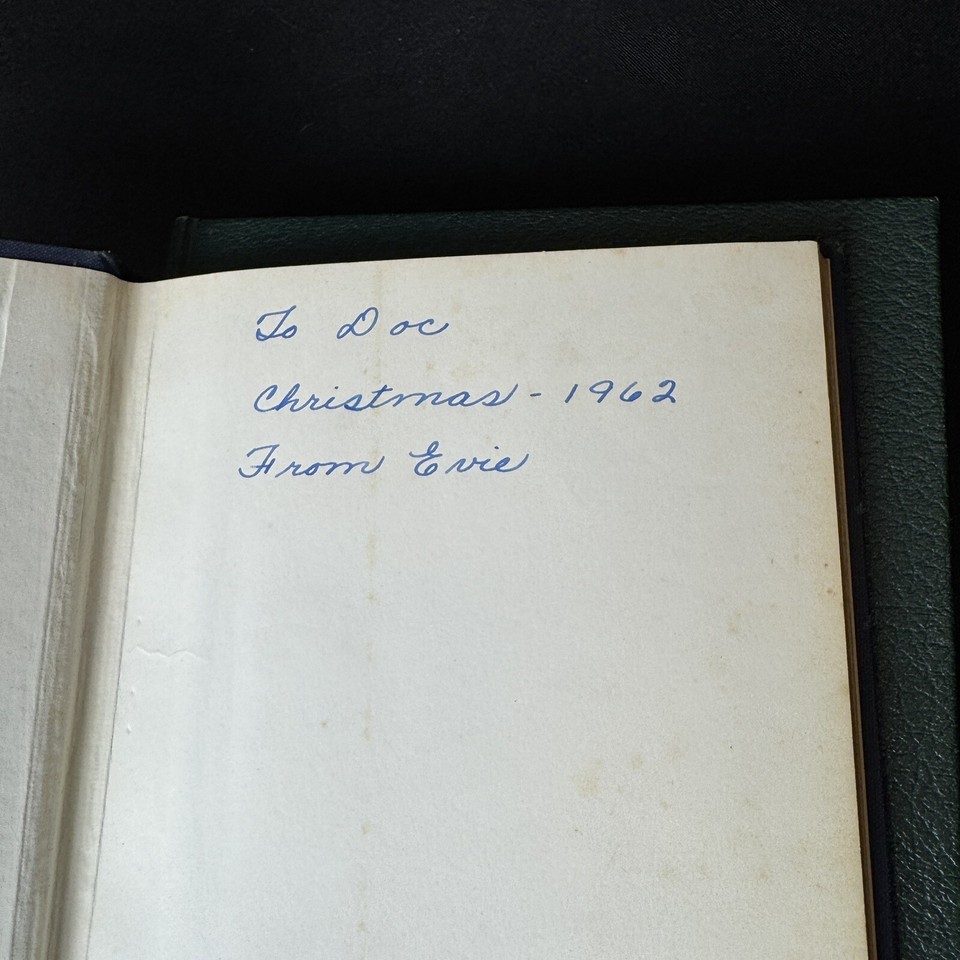 To Doc
Christmas - 1962
From Evie